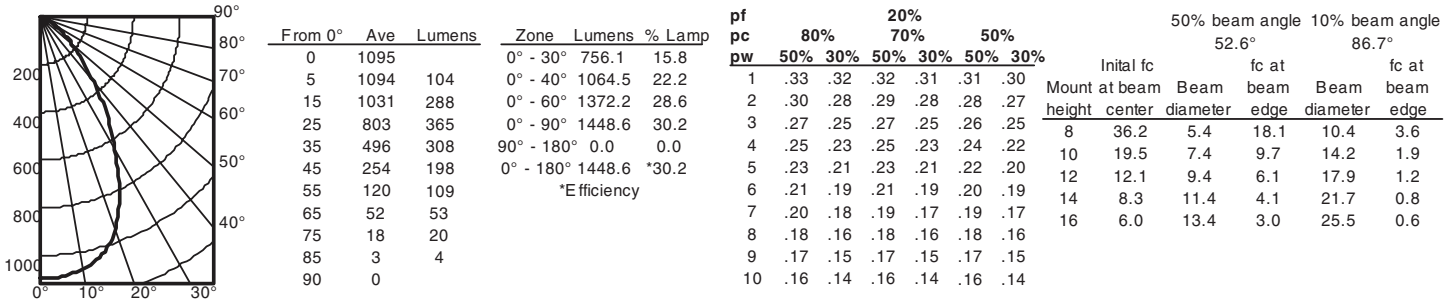 90°
80°
70°
60°
50°
40°
200
400
600
800
1000
0° 10° 20° 30°
From 0° Ave Lumens
0 1095
5 1094 104
15 1031 288
25 803 365
35 496 308
45 254 198
55 120 109
65 52 53
75 18 20
85 3 4
90 0
Zone Lumens % Lamp
0° - 30° 756.1 15.8
0° - 40° 1064.5 22.2
0° - 60° 1372.2 28.6
0° - 90° 1448.6 30.2
90° - 180° 0.0 0.0
0° - 180° 1448.6 *30.2
*Efficiency
pf 20%
pc 80% 70% 50%
pw 50% 30% 50% 30% 50% 30%
1 .33 .32 .32 .31 .31 .30
2 .30 .28 .29 .28 .28 .27
3 .27 .25 .27 .25 .26 .25
4 .25 .23 .25 .23 .24 .22
5 .23 .21 .23 .21 .22 .20
6 .21 .19 .21 .19 .20 .19
7 .20 .18 .19 .17 .19 .17
8 .18 .16 .18 .16 .18 .16
9 .17 .15 .17 .15 .17 .15
10 .16 .14 .16 .14 .16 .14
50% beam angle 10% beam angle
52.6° 86.7°
Inital fc fc at fc at
Mount at beam Beam beam Beam beam
height center diameter edge diameter edge
8 36.2 5.4 18.1 10.4 3.6
10 19.5 7.4 9.7 14.2 1.9
12 12.1 9.4 6.1 17.9 1.2
14 8.3 11.4 4.1 21.7 0.8
16 6.0 13.4 3.0 25.5 0.6